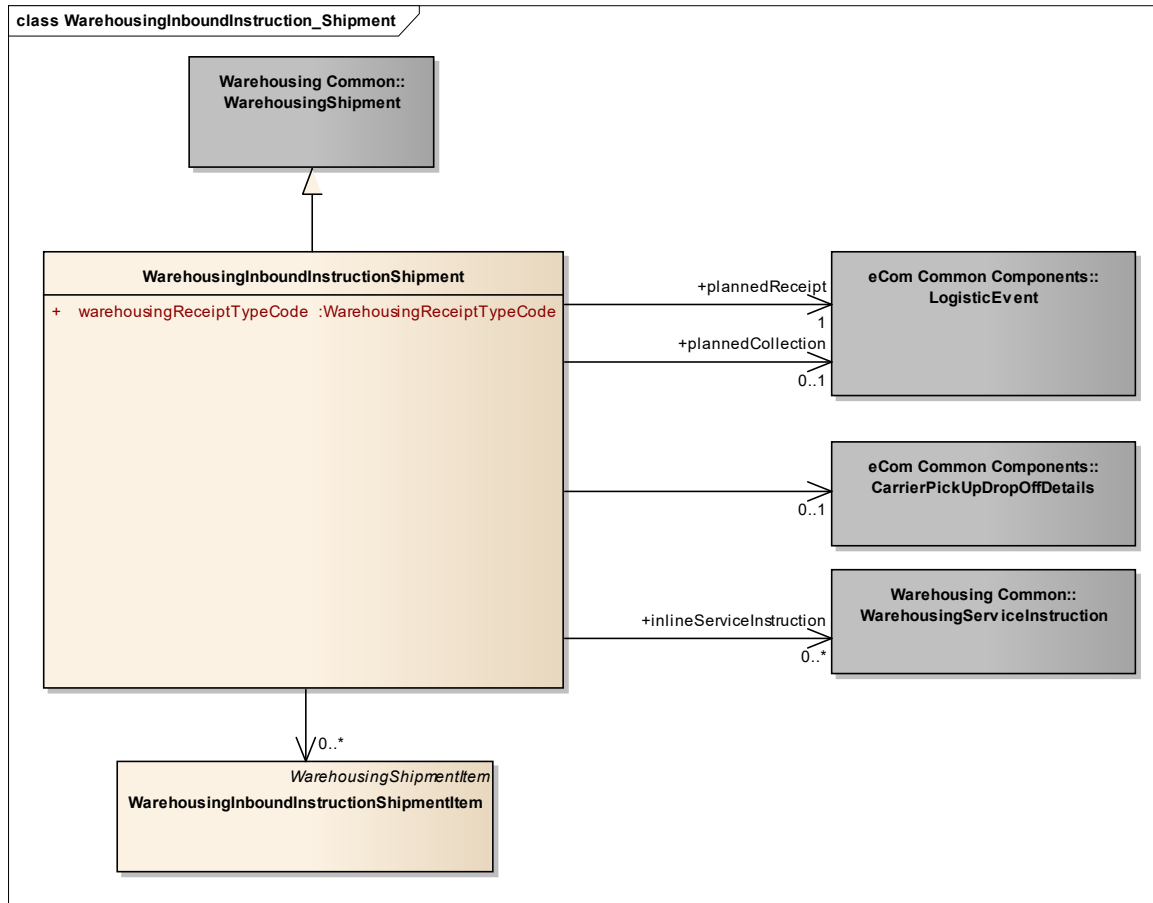 class WarehousingInboundInstruction_Shipment
Warehousing Common::
WarehousingShipment
WarehousingInboundInstructionShipment
+ warehousingReceiptTypeCode :WarehousingReceiptTypeCode
+plannedReceipt
1
+plannedCollection
0..1
eCom Common Components::
LogisticEvent
0..1
eCom Common Components::
CarrierPickUpDropOffDetails
+inlineServiceInstruction
0..*
Warehousing Common::
WarehousingServiceInstruction
0..*
WarehousingShipmentItem
WarehousingInboundInstructionShipmentItem